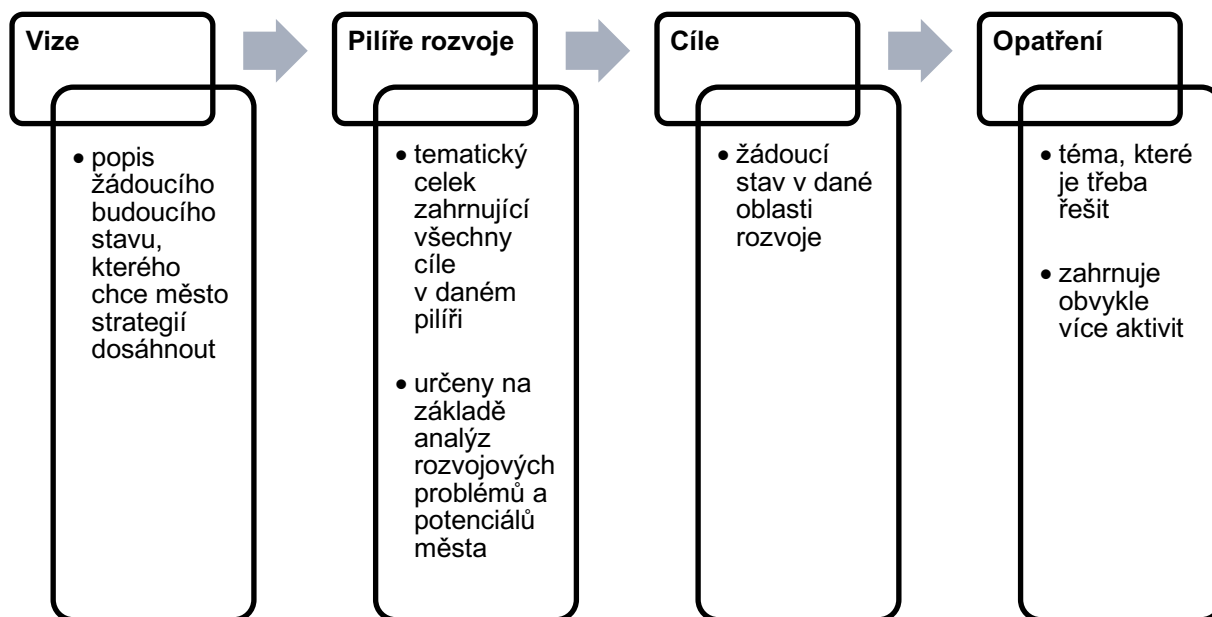 Vize
• popis
žádoucího
budoucího
stavu,
kterého
chce město
strategií
dosáhnout
Pilíře rozvoje
• tematický
celek
zahrnující
všechny
cíle
v daném
pilíři
• určeny na
základě
analýz
rozvojových
problémů a
potenciálů
města
Cíle
• žádoucí
stav v dané
oblasti
rozvoje
Opatření
• téma, které
je třeba
řešit
• zahrnuje
obvykle
více aktivit